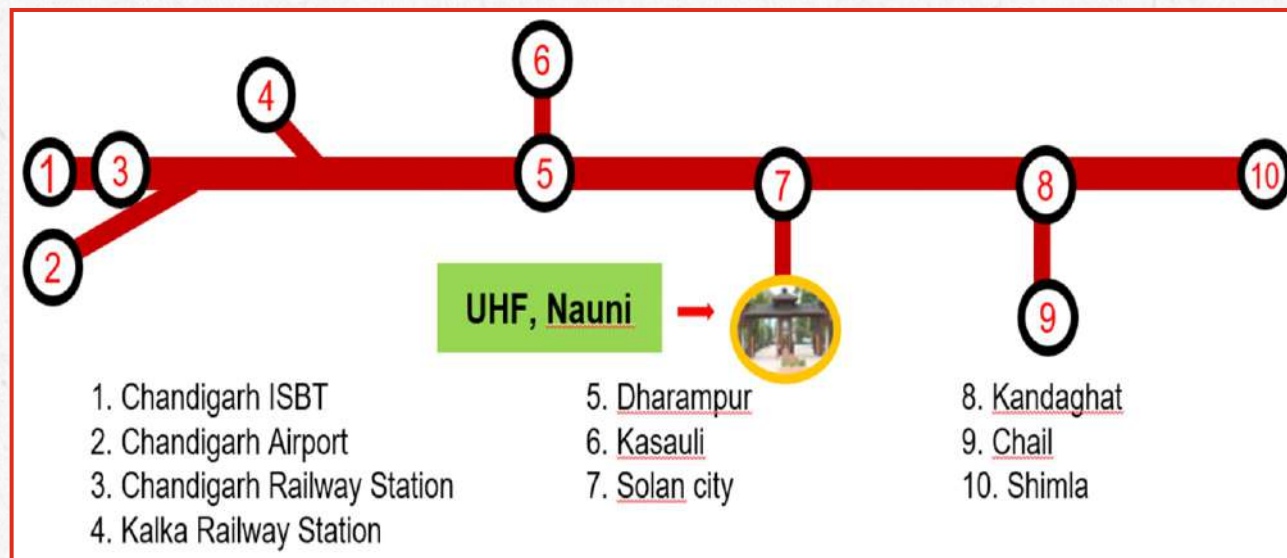 6
4
1
3
5
7
8
10
2
UHF, Nauni
9
1. Chandigarh ISBT
2. Chandigarh Airport
3. Chandigarh Railway Station
4. Kalka Railway Station
5. Dharampur
6. Kasauli
7. Solan city
8. Kandaghat
9. Chail
10. Shimla